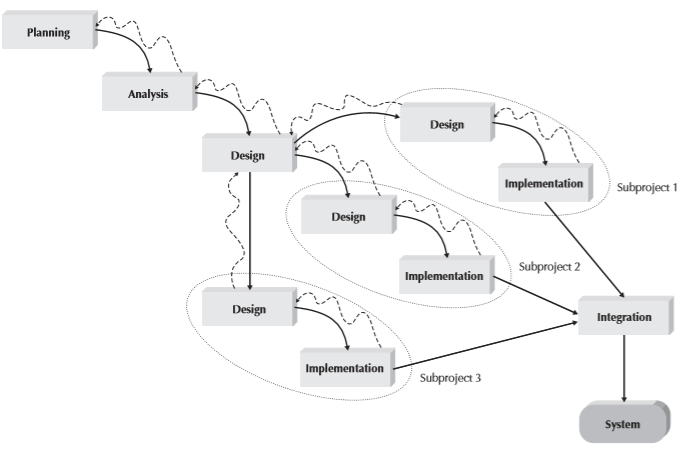 Planning
Analysis
Design
Design
Implementation
Subproject 1
Design
Implementation
Subproject 2
Design
Implementation
Subproject 3
Integration
System